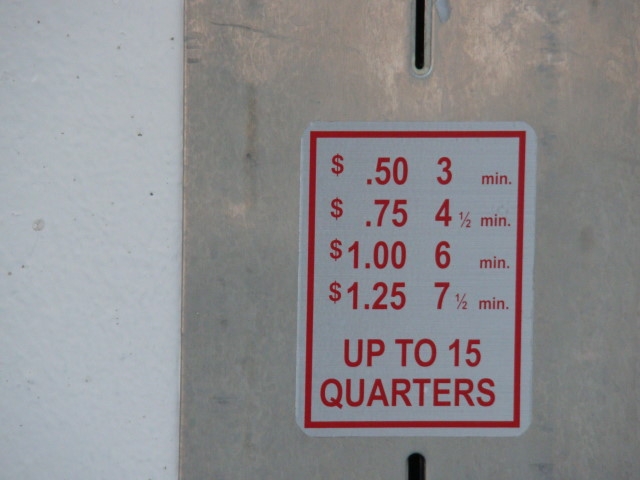 $ .50 3 min.
$ .75 4 ½ min.
$1.00 6 min.
$1.25 7 ½ min.
UP TO 15
QUARTERS